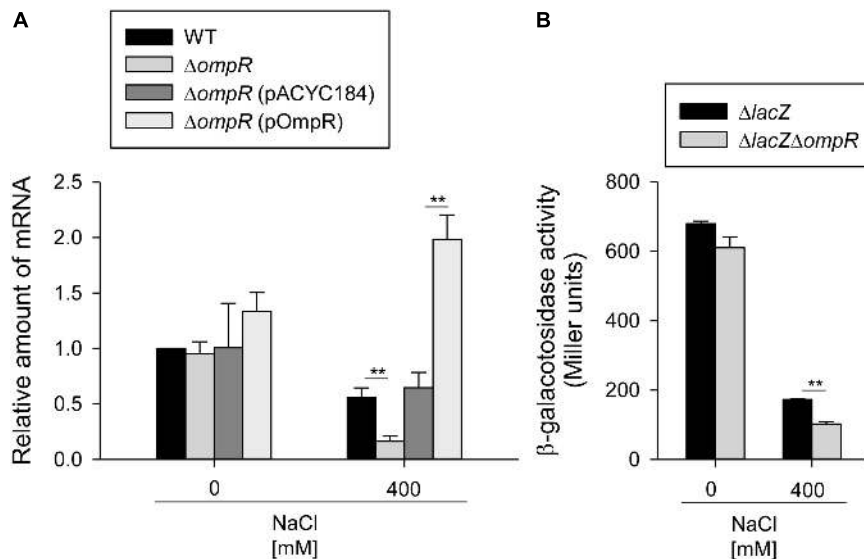 A
WT
ΔompR
ΔompR (pACYC184)
ΔompR (pOmpR)
Relative amount of mRNA
2.5
2.0
1.5
1.0
0.5
0.0
**
**
0
400
NaCl
[mM]
B
ΔlacZ
ΔlacZΔompR
β-galacotosidase activity
(Miller units)
800
600
400
200
0
**
0
400
NaCl
[mM]